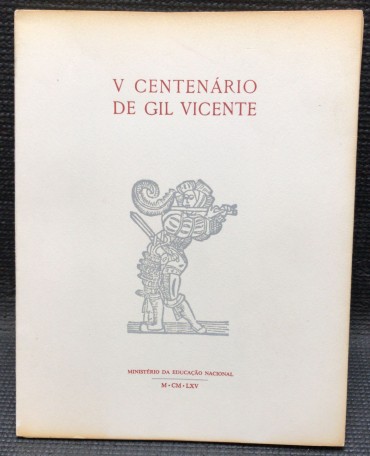 V CENTENÁRIO
DE GIL VICENTE
MINISTÉRIO DA EDUCAÇÃO NACIONAL
M • CM • LXV